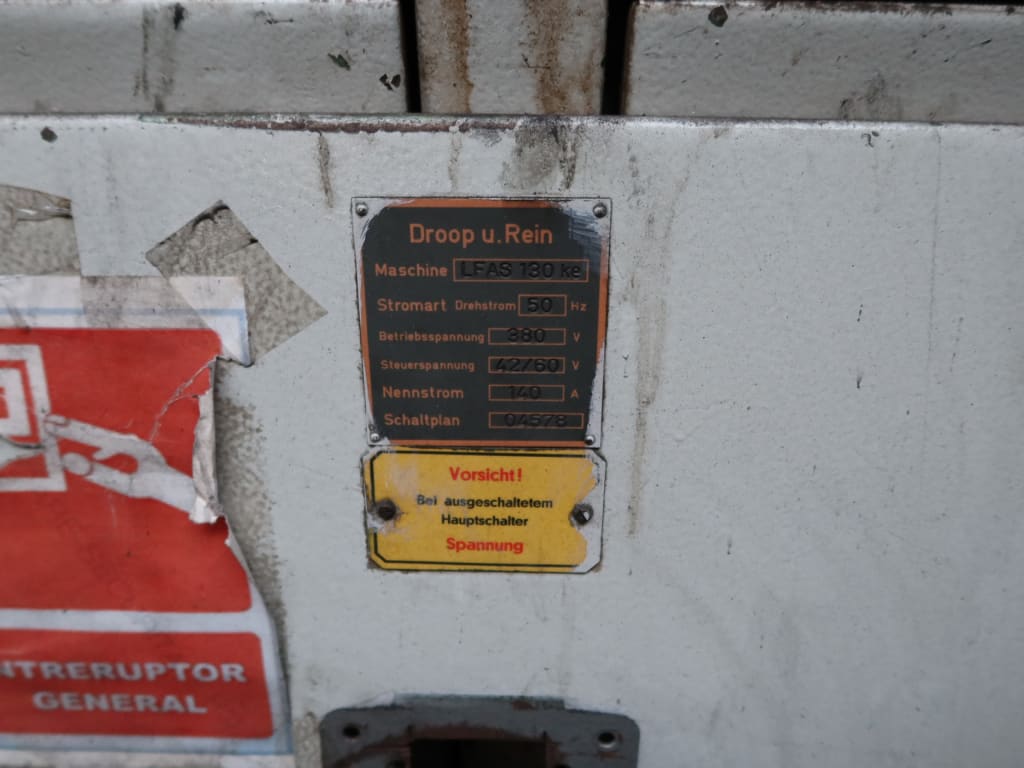 Droop u. Rein
Maschine LFAS 130 ke
Stromart Drehstrom 50 Hz
Betriebsspannung 380 V
Steuerspannung 42/60 V
Nennstrom 140 A
Schaltplan 04578
Vorsicht!
Bei ausgeschaltetem
Hauptschalter
Spannung
NTRERUPTOR
GENERAL